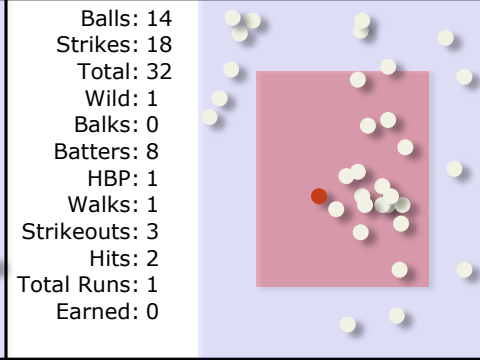 Balls: 14
Strikes: 18
Total: 32
Wild: 1
Balks: 0
Batters: 8
HBP: 1
Walks: 1
Strikeouts: 3
Hits: 2
Total Runs: 1
Earned: 0